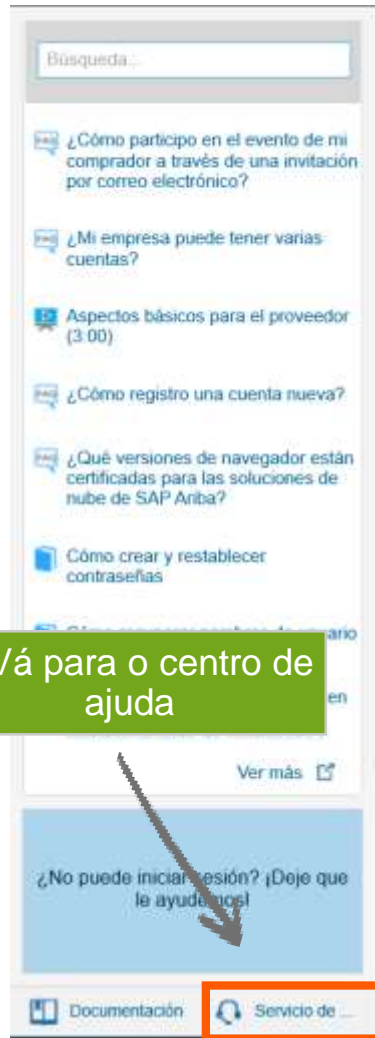 Búsqueda...
¿Cómo participo en el evento de mi
comprador a través de una invitación
por correo electrónico?
¿Mi empresa puede tener varias
cuentas?
Aspectos básicos para el proveedor
(3:00)
¿Cómo registro una cuenta nueva?
¿Qué versiones de navegador están
certificadas para las soluciones de
nube de SAP Ariba?
Cómo crear y restablecer
contraseñas
Vá para o centro de
ajuda
en
Ver más
¿No puede iniciar sesión? ¡Deje que
le ayudemos!
Documentación
Servicio de ...